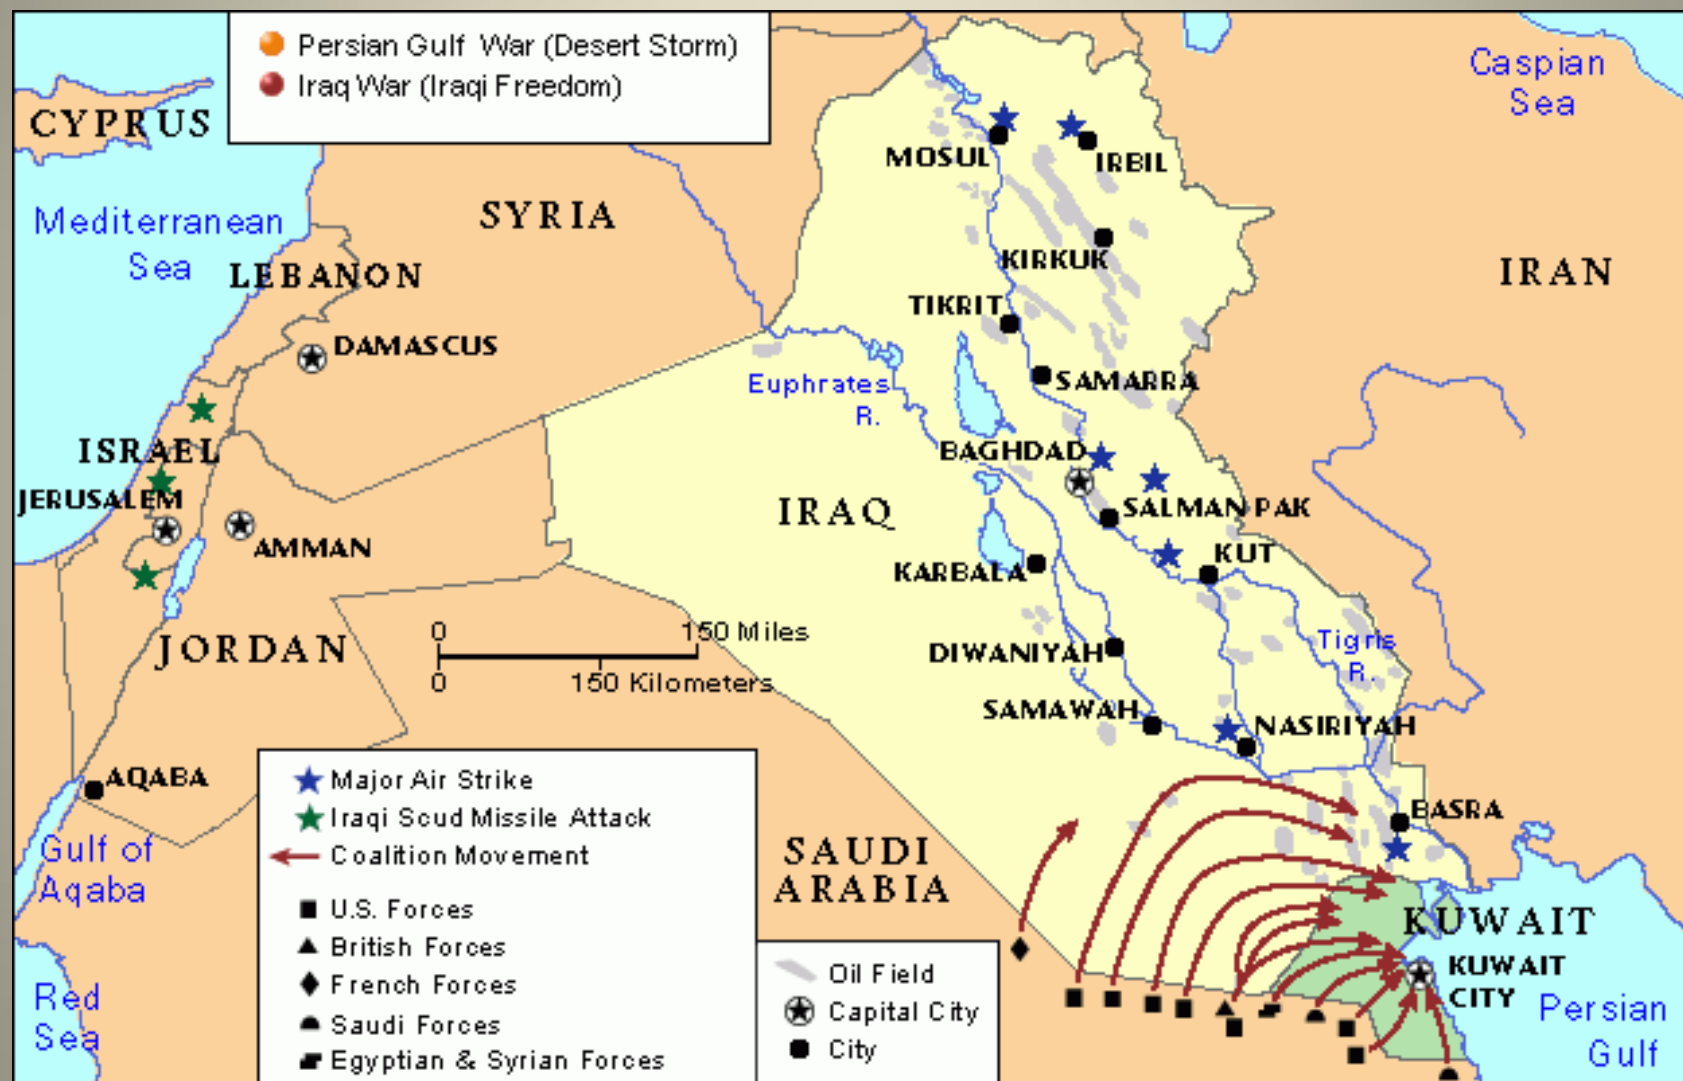 Persian Gulf War (Desert Storm)
Iraq War (Iraqi Freedom)
Caspian
Sea
CYPRUS
MOSUL
IRBIL
SYRIA
Mediterranean
Sea
LEBANON
KIRKUK
IRAN
TIKRIT
DAMASCUS
Euphrates
R.
SAMARRA
ISRAEL
BAGHDAD
JERUSALEM
IRAQ
SALMAN PAK
AMMAN
KUT
KARBALA
0 150 Miles
0 150 Kilometers
JORDAN
DIWANIYAH
Tigris
R.
SAMAWAH
NASIRIYAH
AQABA
Major Air Strike
Iraqi Scud Missile Attack
Coalition Movement
U.S. Forces
British Forces
French Forces
Saudi Forces
Egyptian & Syrian Forces
BASRA
Gulf of
Aqaba
SAUDI
ARABIA
KUWAIT
KUWAIT
CITY
Oil Field
Capital City
City
Red
Sea
Persian
Gulf